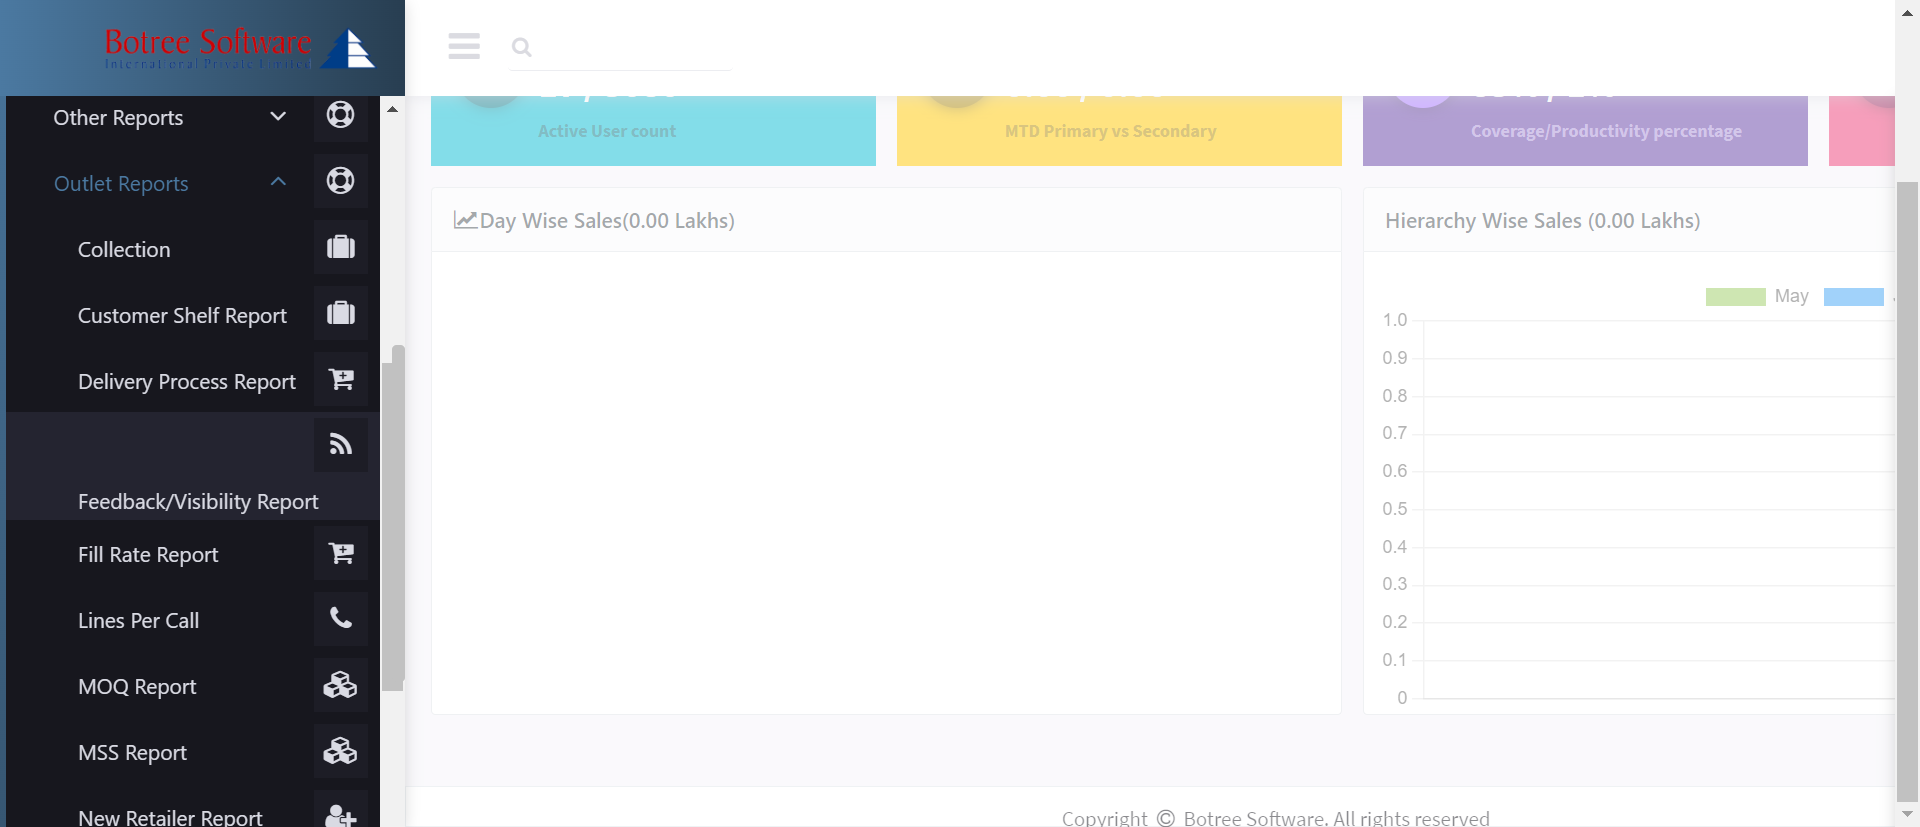 Botree Software
International Private Limited
Other Reports
Outlet Reports
Collection
Customer Shelf Report
Delivery Process Report
Feedback/Visibility Report
Fill Rate Report
Lines Per Call
MOQ Report
MSS Report
New Retailer Report
Active User count
MTD Primary vs Secondary
Coverage/Productivity percentage
Day Wise Sales(0.00 Lakhs)
Hierarchy Wise Sales (0.00 Lakhs)
May
1.0
0.9
0.8
0.7
0.6
0.5
0.4
0.3
0.2
0.1
0
Copyright © Botree Software. All rights reserved